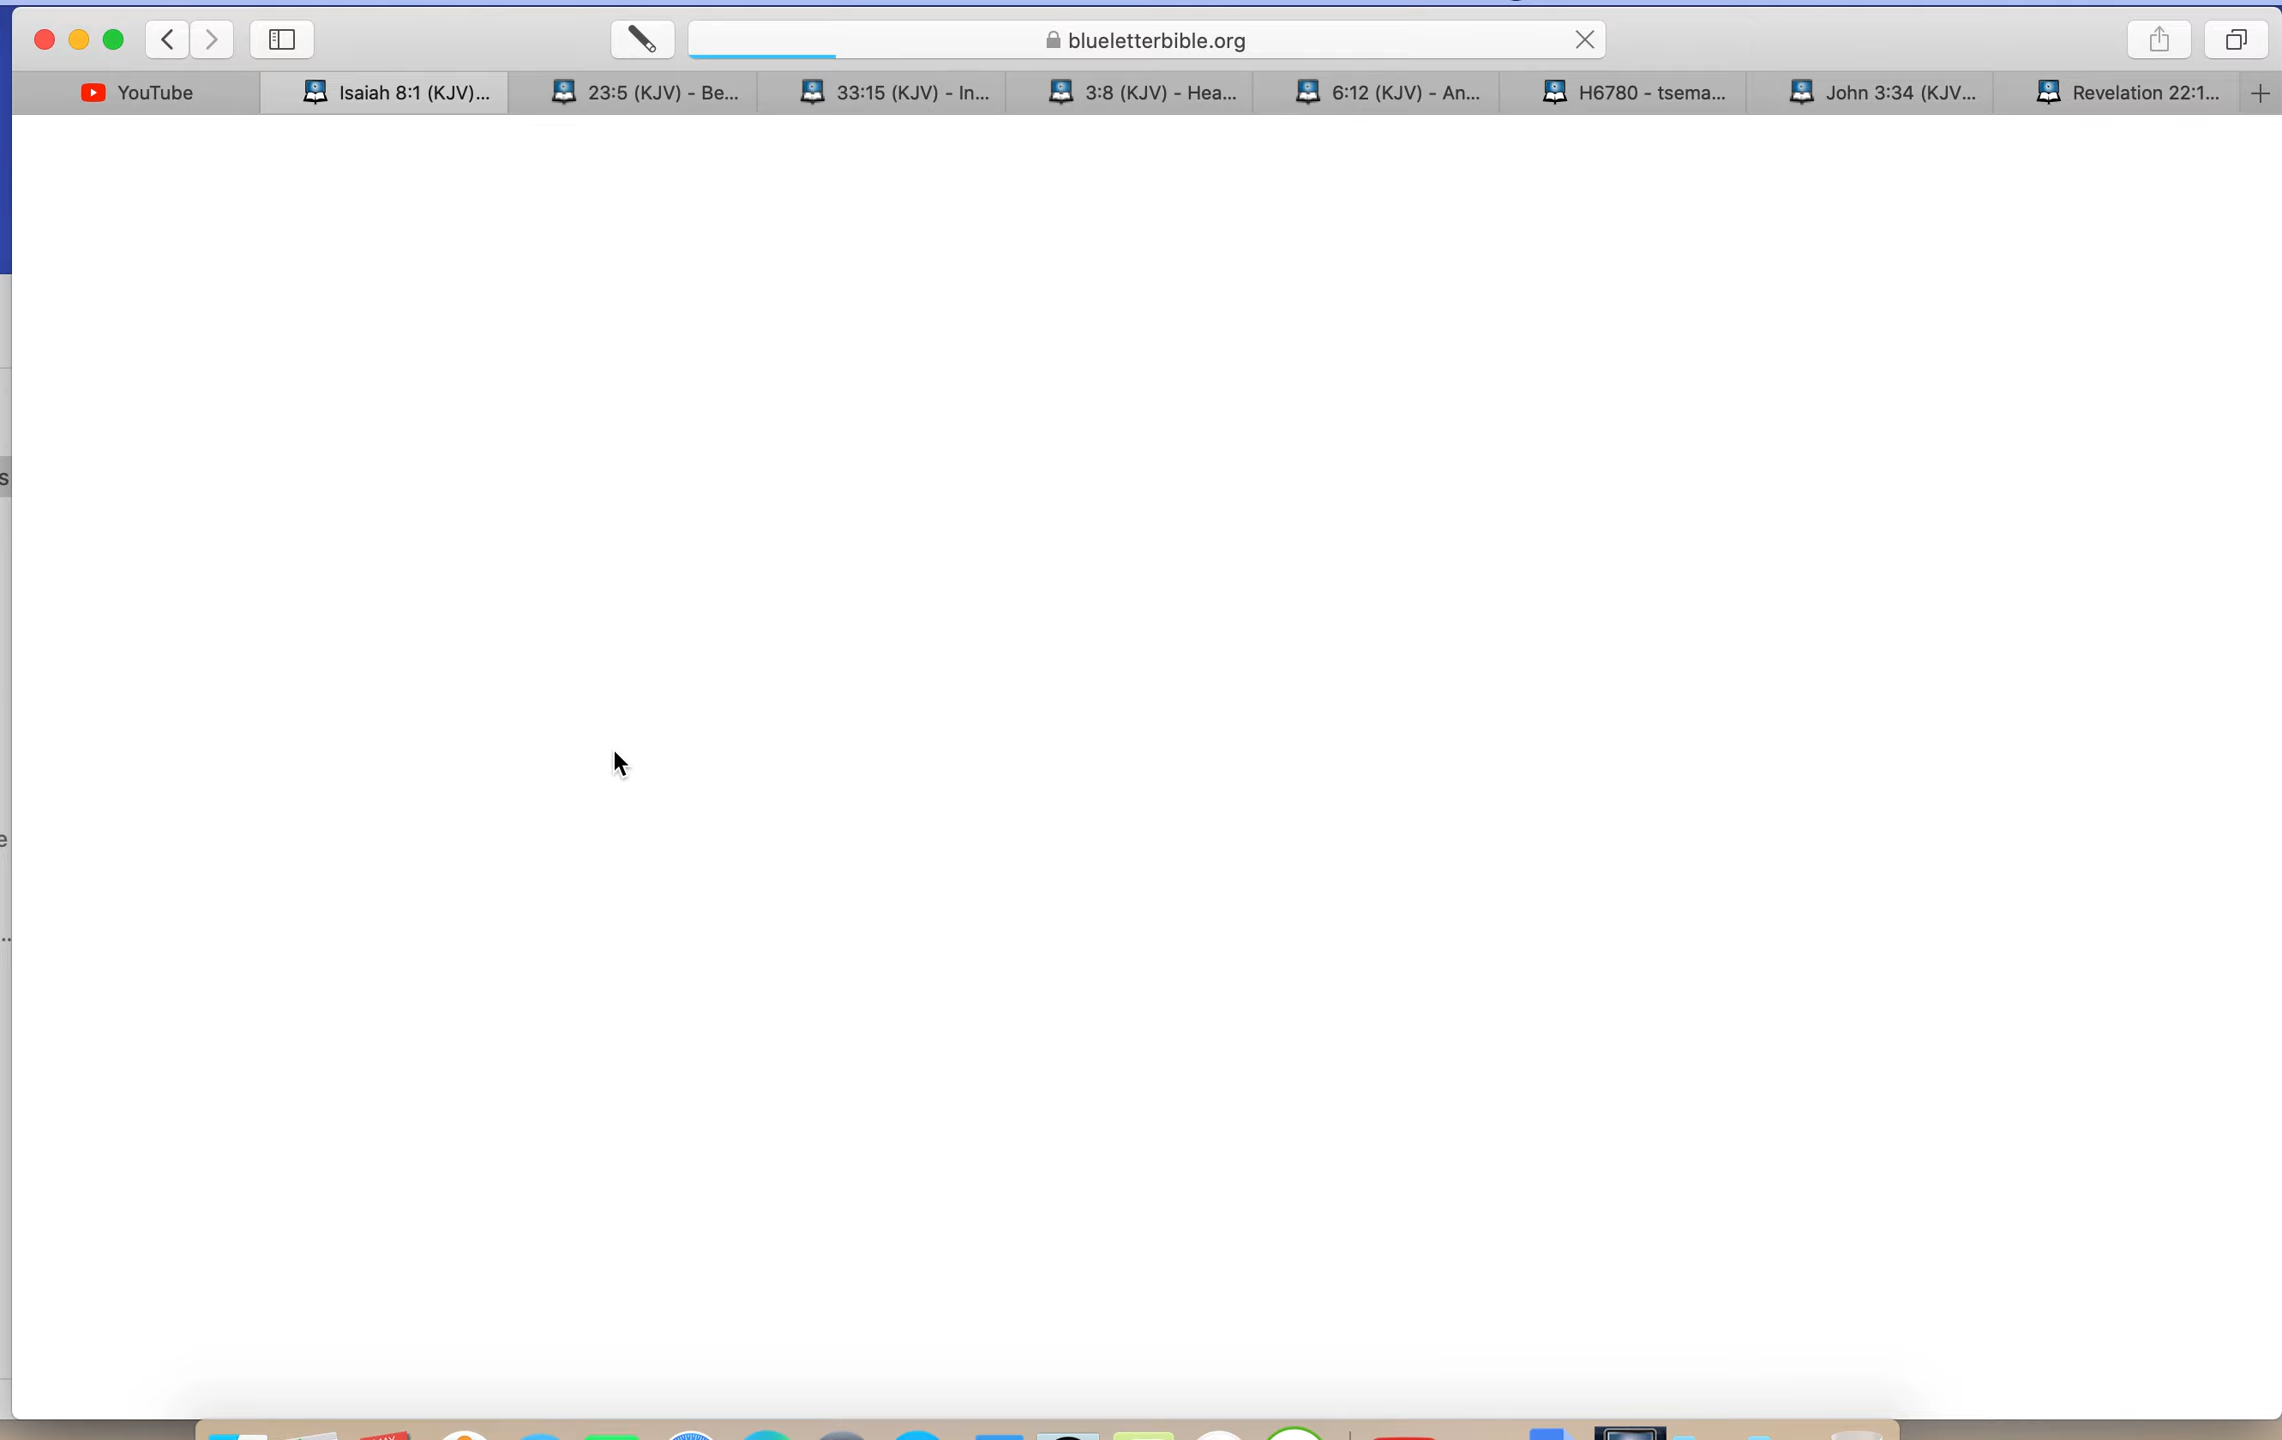 blueletterbible.org
YouTube
Isaiah 8:1 (KJV)...
23:5 (KJV) - Be...
33:15 (KJV) - In...
3:8 (KJV) - Hea...
6:12 (KJV) - An...
H6780 - tsema...
John 3:34 (KJV...
Revelation 22:1...
s
e
..